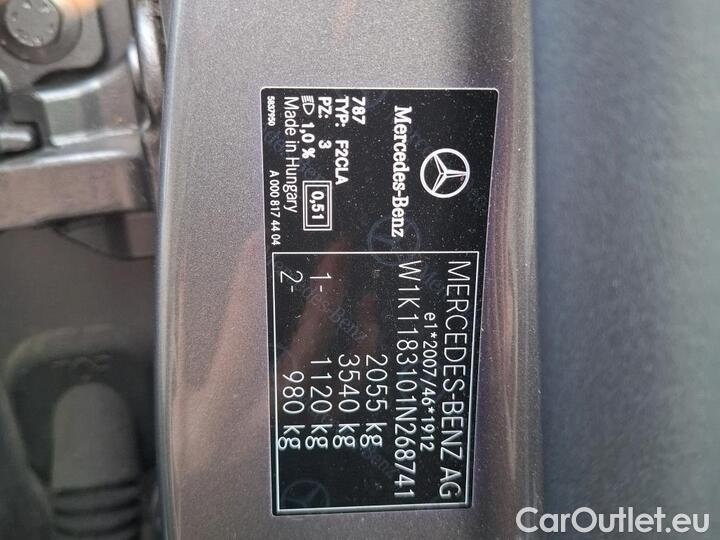 Mercedes-Benz
787
TYP: F2CLA
PZ: 3
1,0 % 0,51
Made in Hungary
5837950 A 000 817 44 04
MERCEDES-BENZ AG
e1*2007/46*1912
W1K1183101N268741
2055 kg
3540 kg
1- 1120 kg
2- 980 kg
CarOutlet.eu